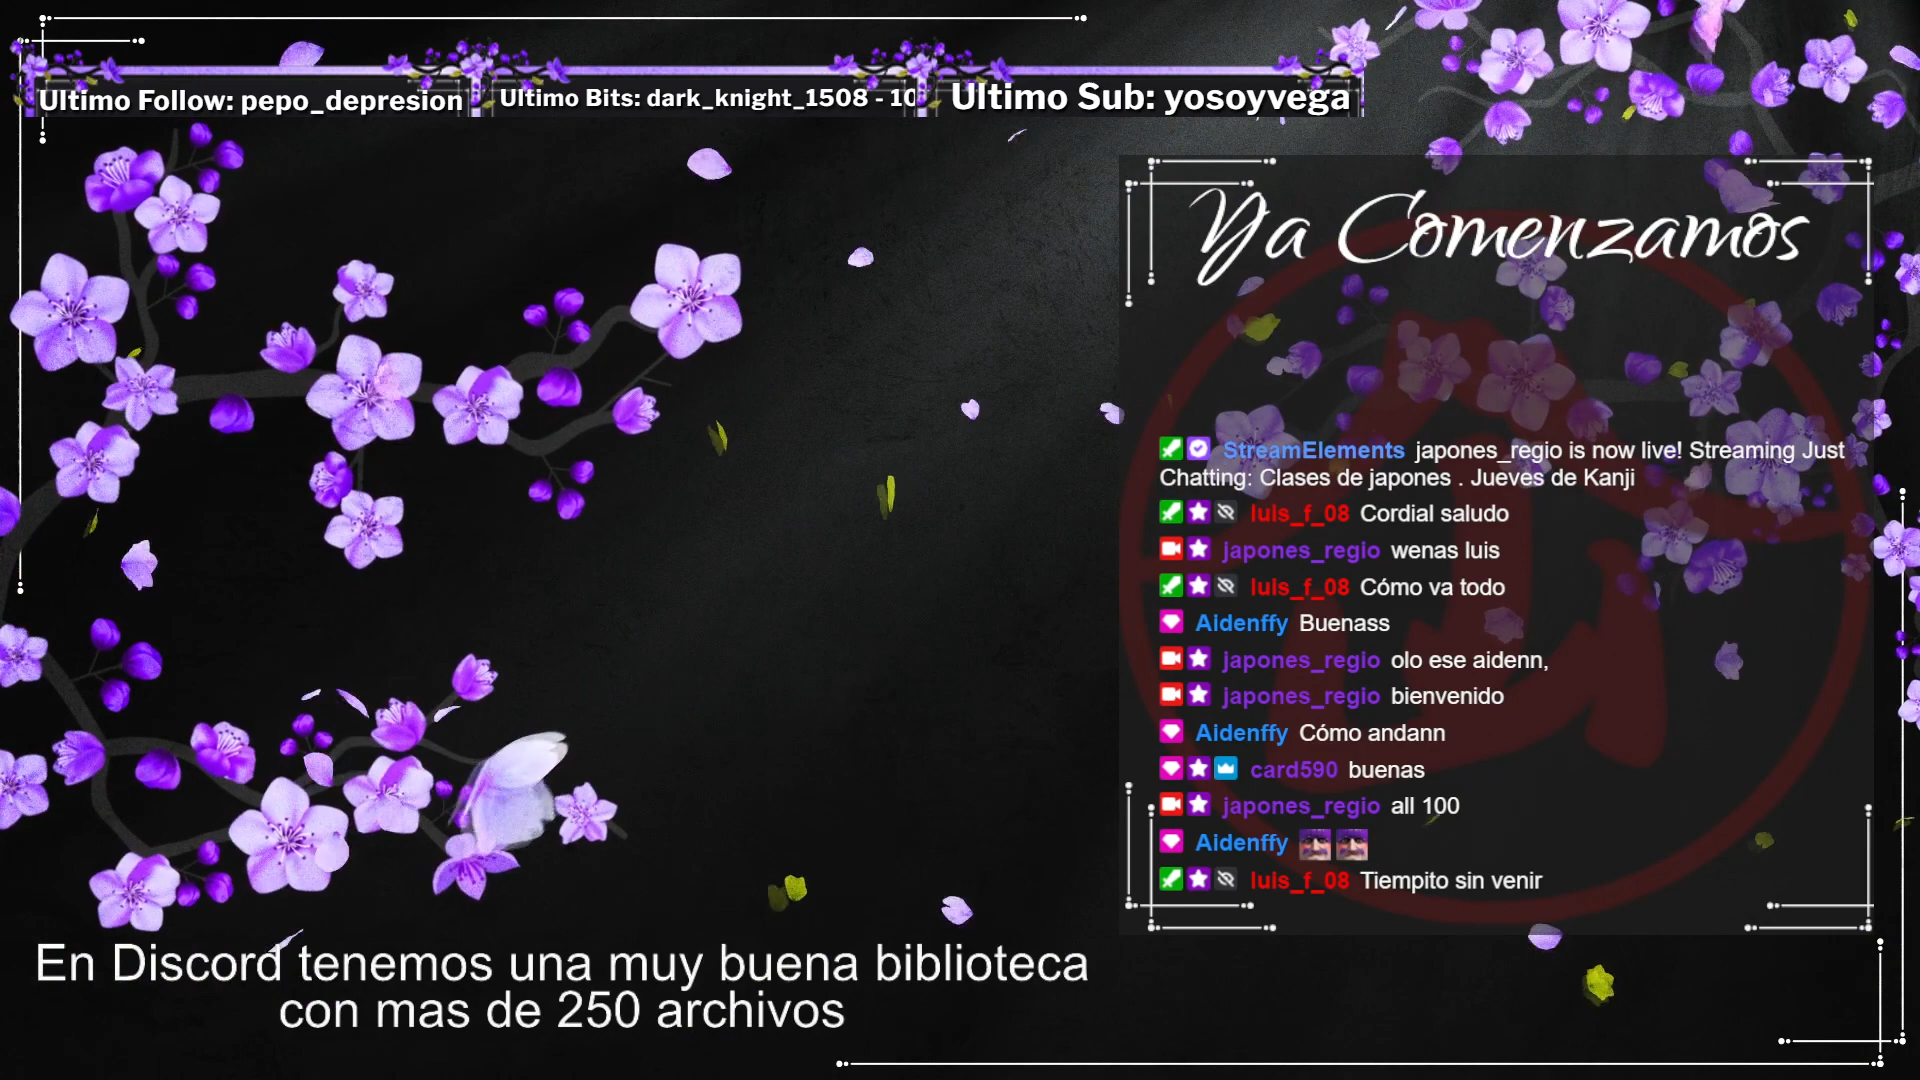 Ultimo Follow: pepo_depresion
Ultimo Bits: dark_knight_1508 - 10
Ultimo Sub: yosoyvega
Ya Comenzamos
StreamElements japones_regio is now live! Streaming Just
Chatting: Clases de japones . Jueves de Kanji
luis_f_08 Cordial saludo
japones_regio wenas luis
luis_f_08 Cómo va todo
Aidenffy Buenass
japones_regio olo ese aidenn,
japones_regio bienvenido
Aidenffy Cómo andann
card590 buenas
japones_regio all 100
Aidenffy
luis_f_08 Tiempito sin venir
En Discord tenemos una muy buena biblioteca
con mas de 250 archivos